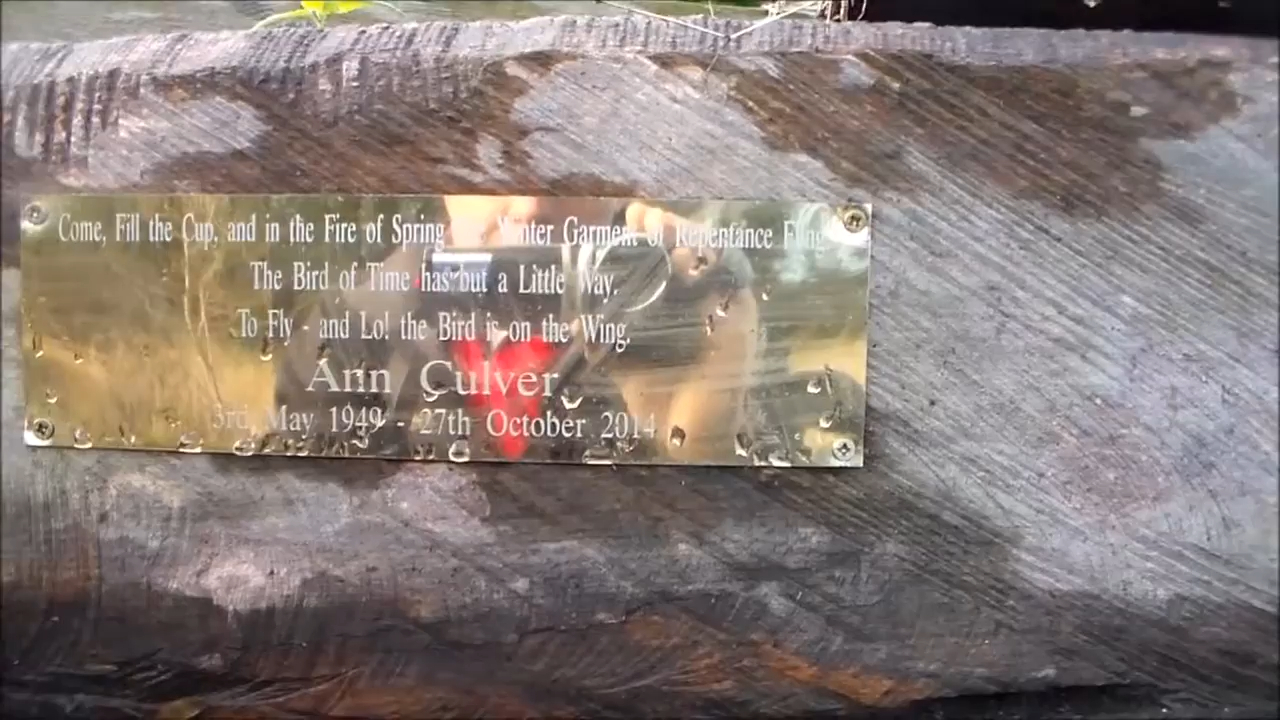 Come, Fill the Cup, and in the Fire of Spring Winter Garment of Repentance Fling
The Bird of Time has but a Little Way.
To Fly - and Lo! the Bird is on the Wing.
Ann Culver
3rd May 1949 - 27th October 2014